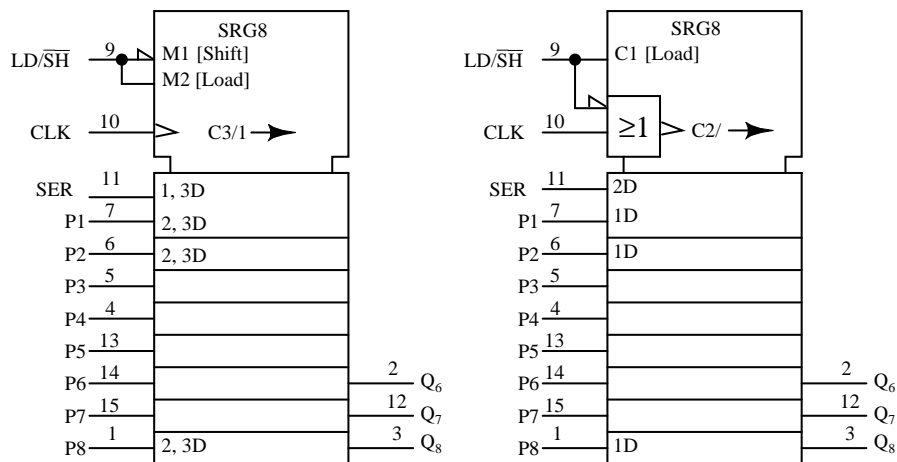 SRG8
LD/SH 9 M1 [Shift]
M2 [Load]
CLK 10 C3/1
SER 11 1, 3D
P1 7 2, 3D
P2 6 2, 3D
P3 5
P4 4
P5 13
P6 14 2 Q₆
P7 15 12 Q₇
P8 1 2, 3D 3 Q₈
SRG8
LD/SH 9 C1 [Load]
CLK 10 ≥1 C2/
SER 11 2D
P1 7 1D
P2 6 1D
P3 5
P4 4
P5 13
P6 14 2 Q₆
P7 15 12 Q₇
P8 1 1D 3 Q₈